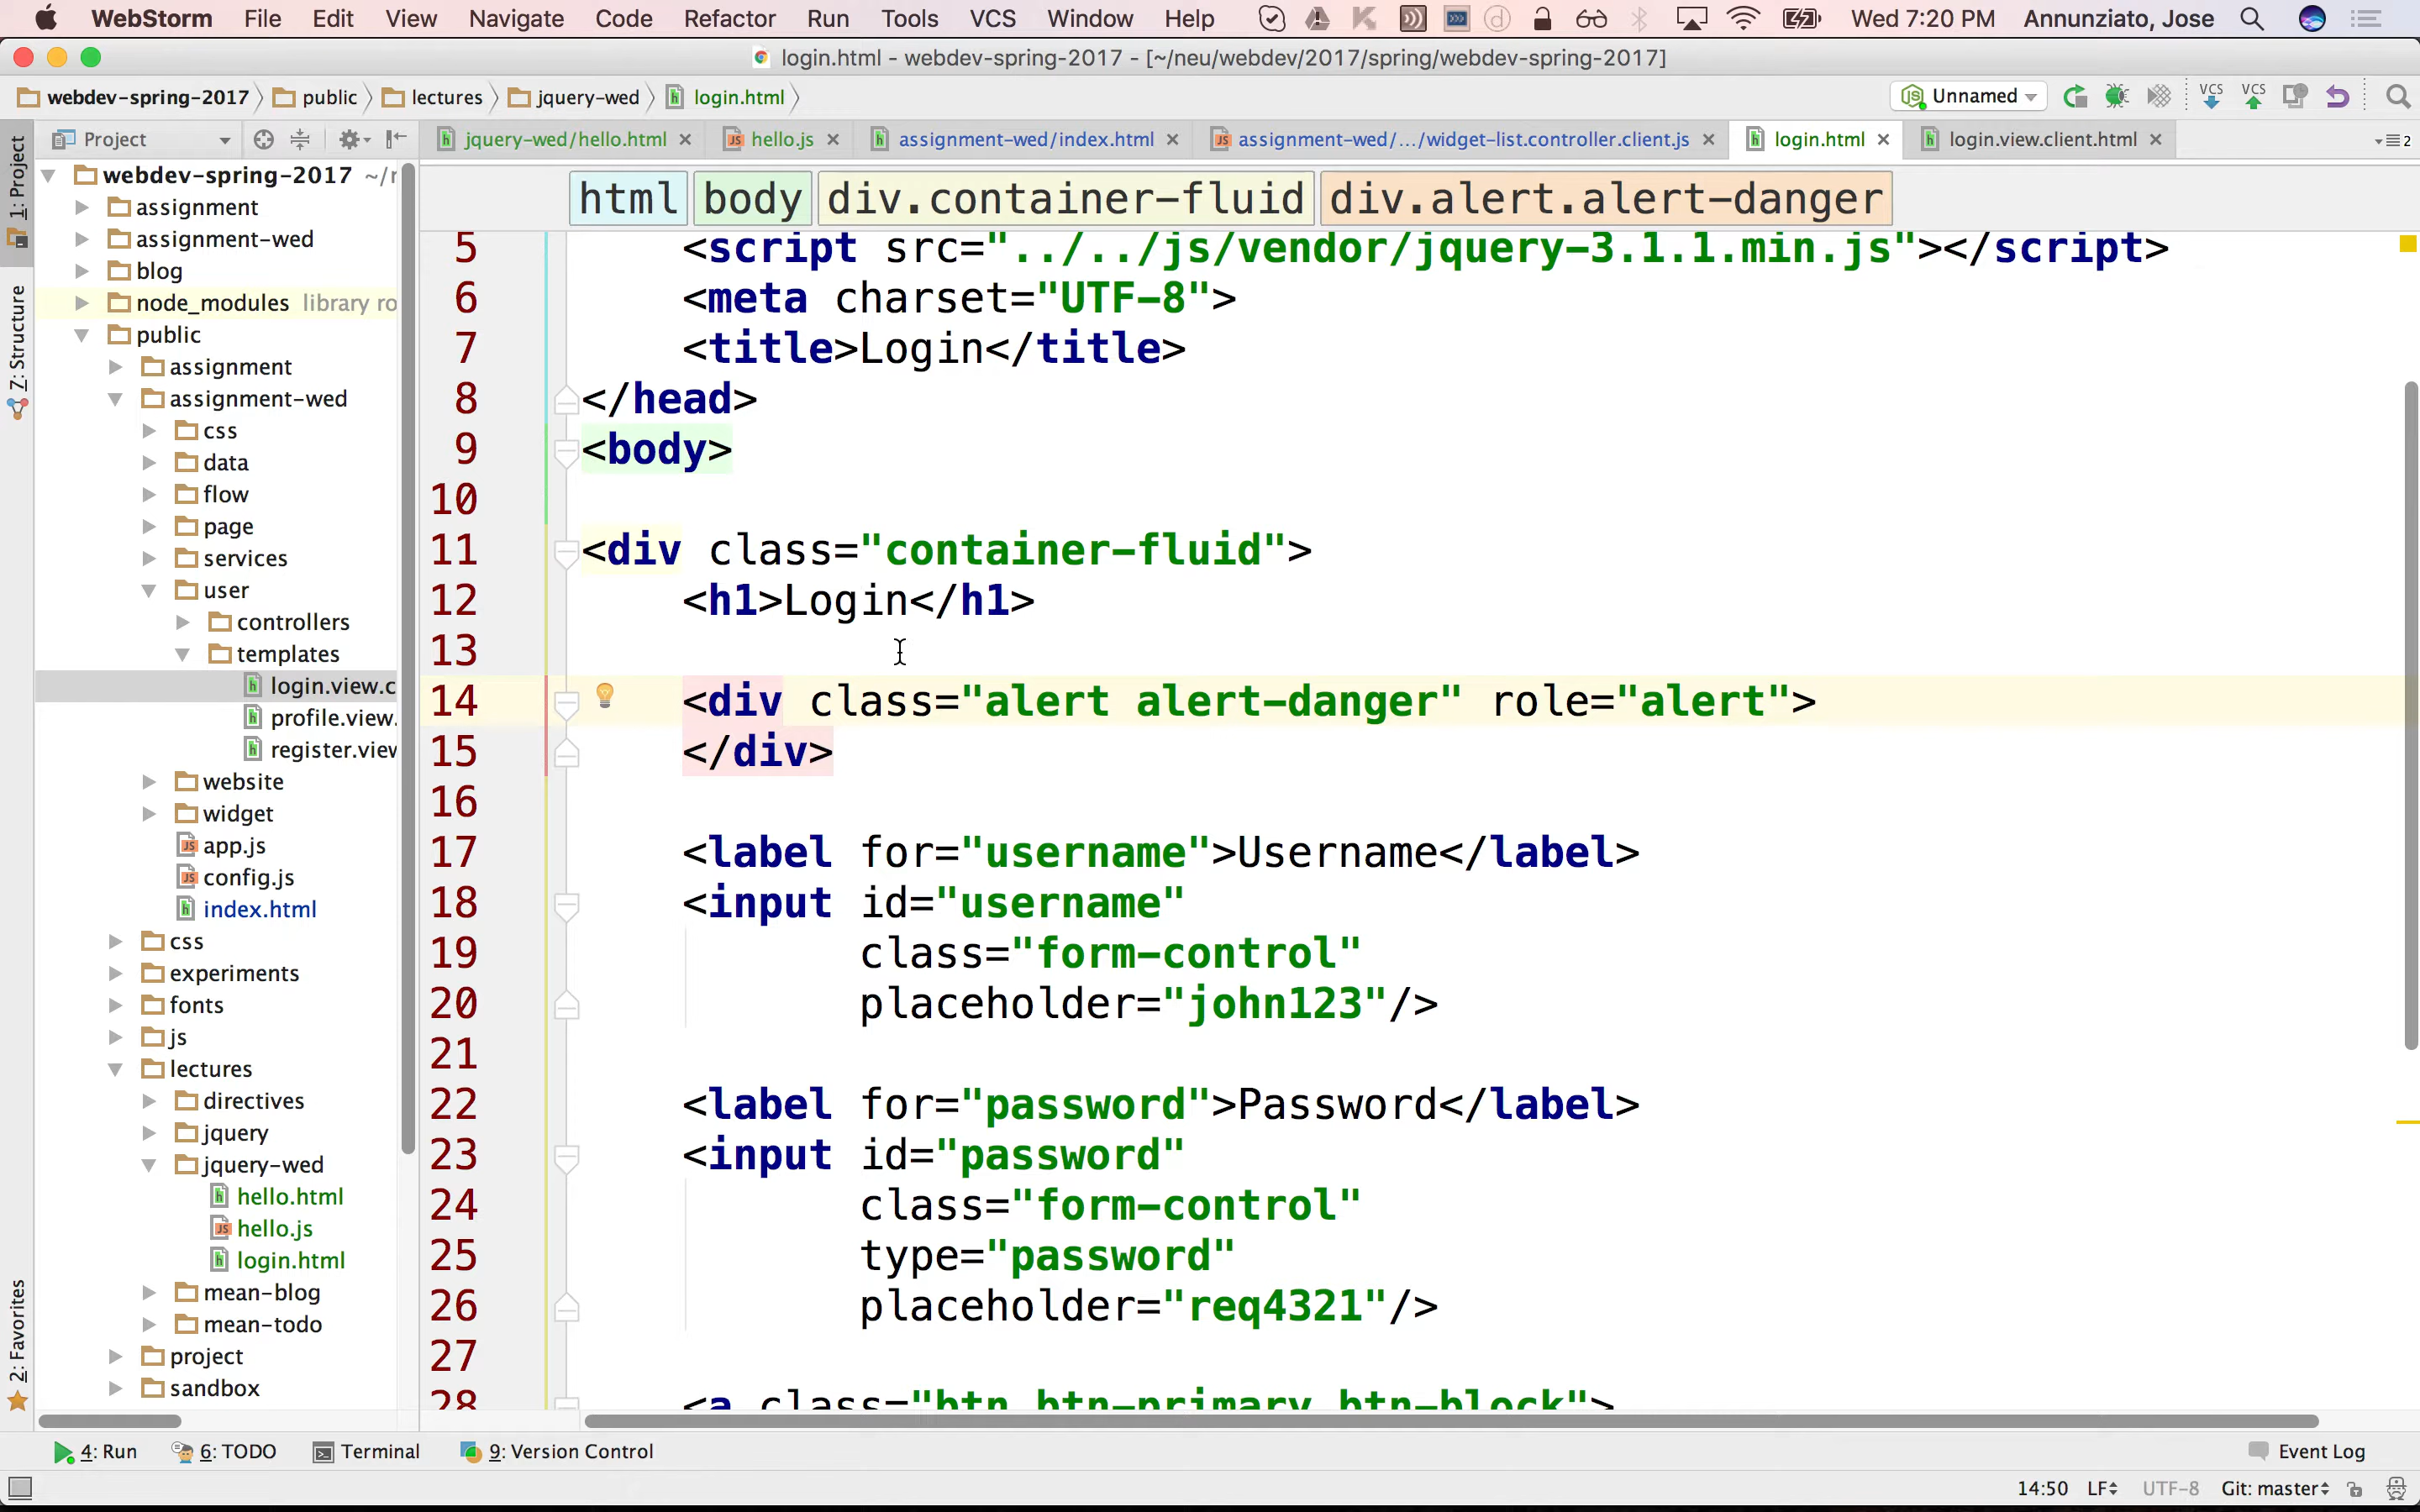 WebStorm File Edit View Navigate Code Refactor Run Tools VCS Window Help Wed 7:20 PM Annunziato, Jose
login.html - webdev-spring-2017 - [~/neu/webdev/2017/spring/webdev-spring-2017]
webdev-spring-2017 public lectures jquery-wed login.html Unnamed VCS VCS
Project jquery-wed/hello.html hello.js assignment-wed/index.html assignment-wed/.../widget-list.controller.client.js login.html login.view.client.html 2
1: Project
7: Structure
2: Favorites
webdev-spring-2017 ~/r
assignment
assignment-wed
blog
node_modules library ro
public
assignment
assignment-wed
css
data
flow
page
services
user
controllers
templates
login.view.c
profile.view.
register.view
website
widget
app.js
config.js
index.html
css
experiments
fonts
js
lectures
directives
jquery
jquery-wed
hello.html
hello.js
login.html
mean-blog
mean-todo
project
sandbox
html body div.container-fluid div.alert.alert-danger
5 <script src="../../js/vendor/jquery-3.1.1.min.js"></script>
6 <meta charset="UTF-8">
7 <title>Login</title>
8 </head>
9 <body>
10
11 <div class="container-fluid">
12 <h1>Login</h1>
13
14 <div class="alert alert-danger" role="alert">
15 </div>
16
17 <label for="username">Username</label>
18 <input id="username"
19 class="form-control"
20 placeholder="john123"/>
21
22 <label for="password">Password</label>
23 <input id="password"
24 class="form-control"
25 type="password"
26 placeholder="req4321"/>
27
28 <a class="btn btn-primary btn-block">
4: Run 6: TODO Terminal 9: Version Control Event Log
14:50 LF UTF-8 Git: master